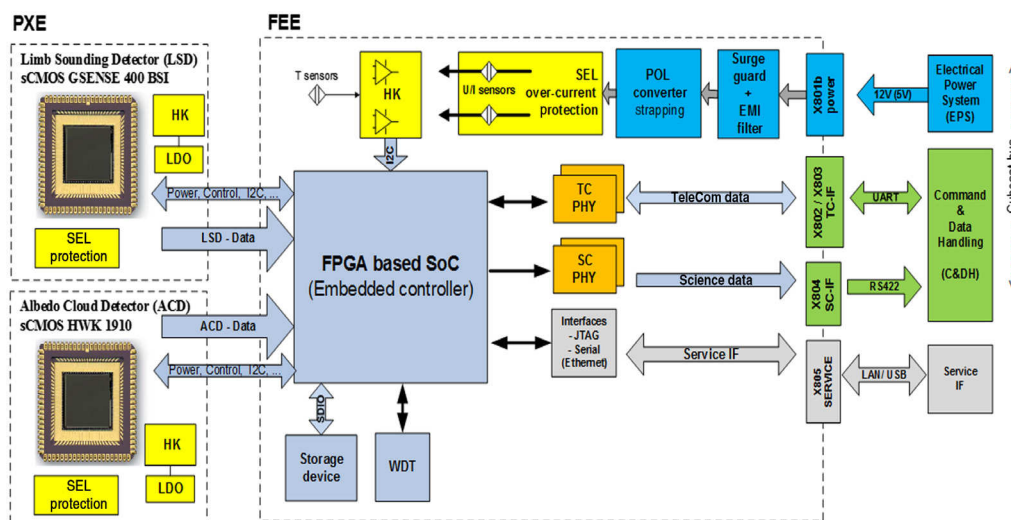 PXE
FEE
Limb Sounding Detector (LSD)
sCMOS GSENSE 400 BSI
HK
LDO
SEL
protection
Power, Control, I2C, ...
LSD - Data
Albedo Cloud Detector (ACD)
sCMOS HWK 1910
ACD - Data
Power, Control, I2C, ...
HK
LDO
SEL
protection
T sensors
HK
U/I sensors
SEL
over-current
protection
POL
converter
strapping
Surge
guard
+
EMI
filter
X801b
power
12V (5V)
Electrical
Power
System
(EPS)
I2C
FPGA based SoC
(Embedded controller)
TC
PHY
TeleCom data
X802 / X803
TC-IF
UART
Command
&
Data
Handling
(C&DH)
SC
PHY
Science data
X804
SC-IF
RS422
Interfaces
- JTAG
- Serial
(Ethernet)
Service IF
X805
SERVICE
LAN/ USB
Service
IF
SDIO
Storage
device
WDT